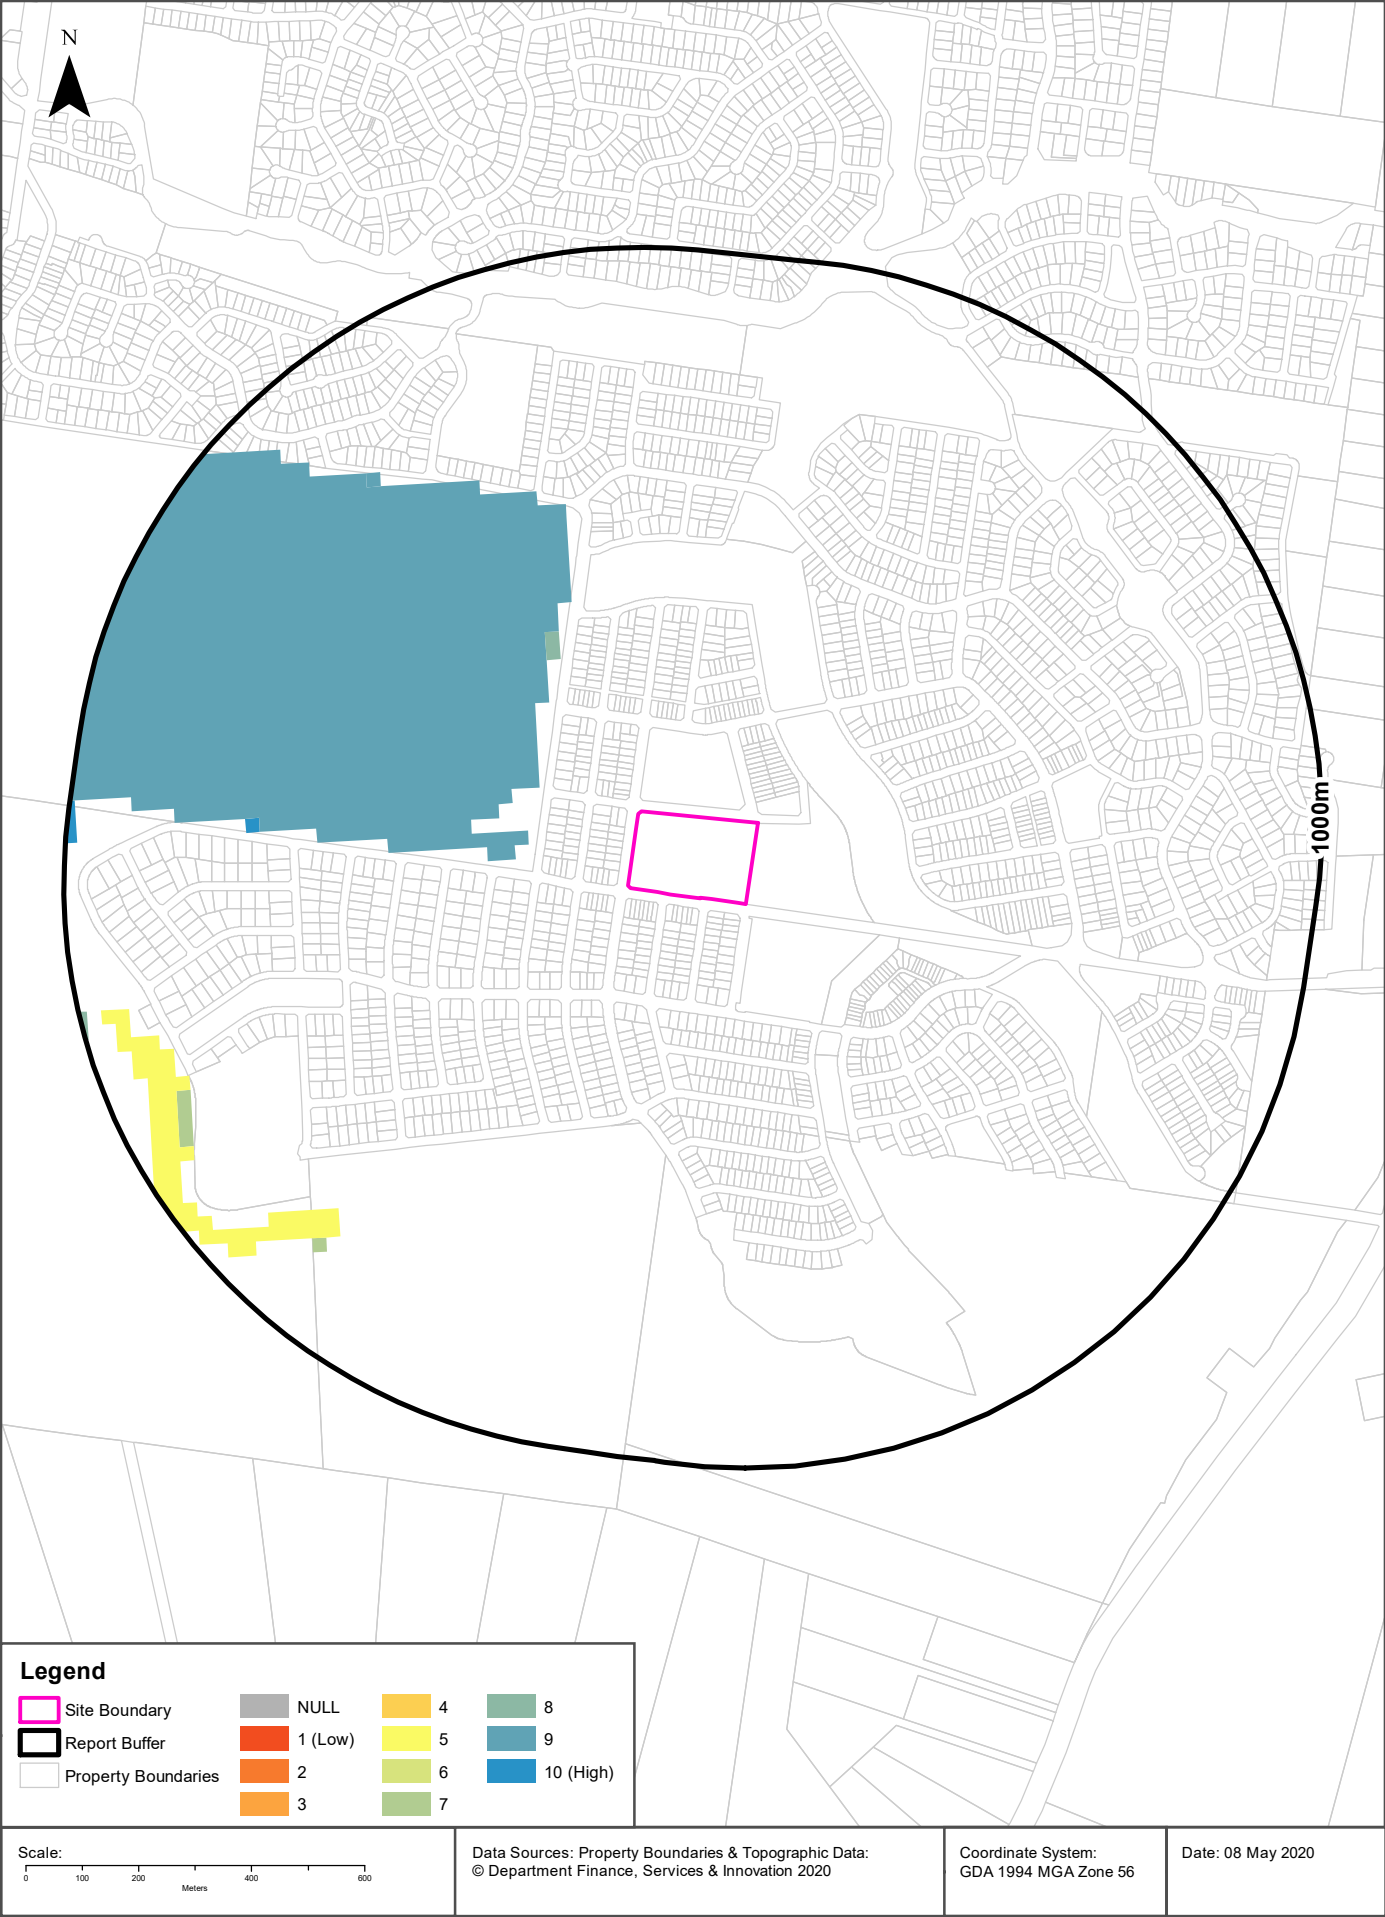 N
1000m
Legend
Site Boundary
Report Buffer
Property Boundaries
NULL
1 (Low)
2
3
4
5
6
7
8
9
10 (High)
Scale:
0 100 200 400 600
Meters
Data Sources: Property Boundaries & Topographic Data:
© Department Finance, Services & Innovation 2020
Coordinate System:
GDA 1994 MGA Zone 56
Date: 08 May 2020